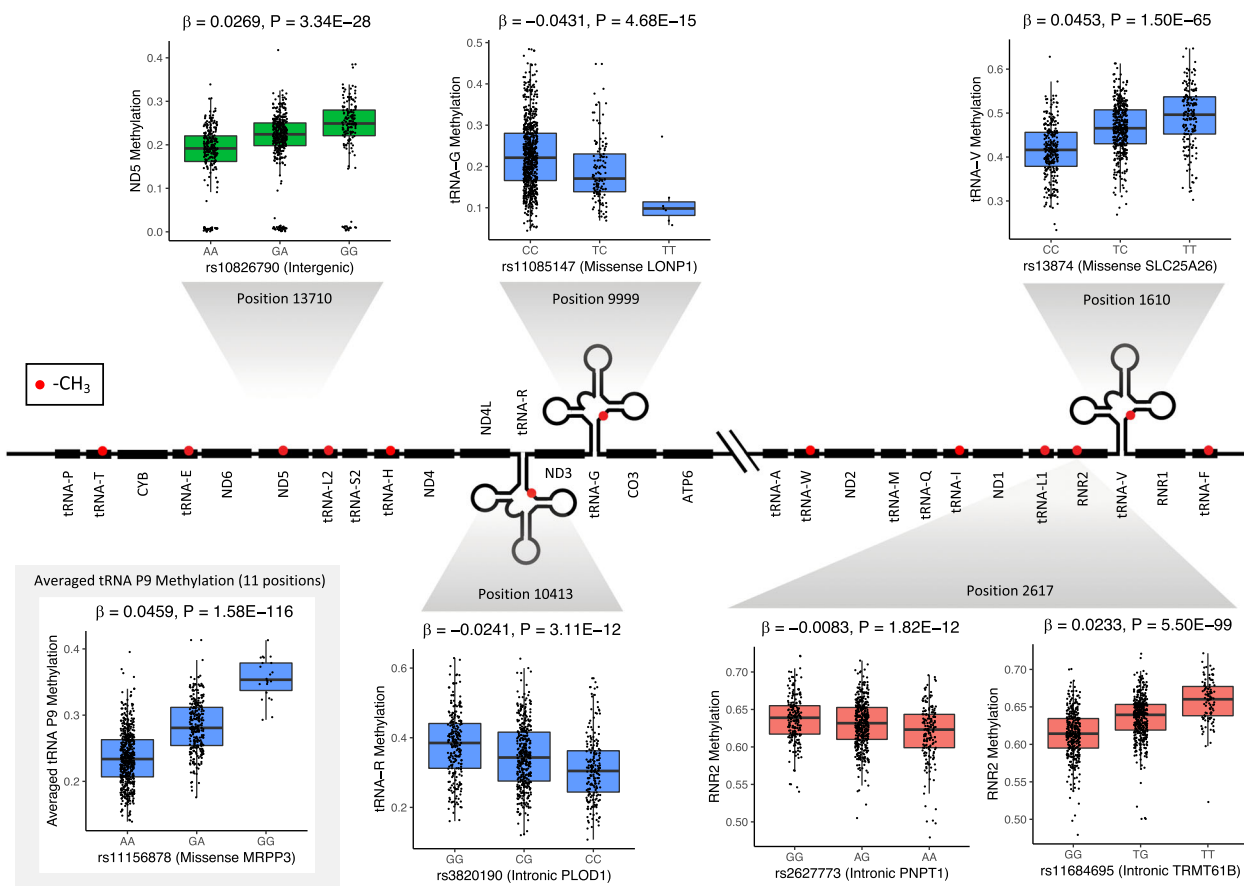 β = 0.0269, P = 3.34E−28
ND5 Methylation
0.4
0.3
0.2
0.1
0.0
AA GA GG
rs10826790 (Intergenic)
Position 13710
β = −0.0431, P = 4.68E−15
tRNA−G Methylation
0.5
0.4
0.3
0.2
0.1
CC TC TT
rs11085147 (Missense LONP1)
Position 9999
β = 0.0453, P = 1.50E−65
tRNA−V Methylation
0.6
0.5
0.4
0.3
CC TC TT
rs13874 (Missense SLC25A26)
Position 1610
-CH3
tRNA-P
tRNA-T
CYB
tRNA-E
ND6
ND5
tRNA-L2
tRNA-S2
tRNA-H
ND4
ND4L
tRNA-R
ND3
tRNA-G
CO3
ATP6
tRNA-A
tRNA-W
ND2
tRNA-M
tRNA-Q
tRNA-I
ND1
tRNA-L1
RNR2
tRNA-V
RNR1
tRNA-F
Averaged tRNA P9 Methylation (11 positions)
β = 0.0459, P = 1.58E−116
Averaged tRNA P9 Methylation
0.4
0.3
0.2
AA GA GG
rs11156878 (Missense MRPP3)
Position 10413
β = −0.0241, P = 3.11E−12
tRNA−R Methylation
0.6
0.4
0.2
GG CG CC
rs3820190 (Intronic PLOD1)
Position 2617
β = −0.0083, P = 1.82E−12
RNR2 Methylation
0.70
0.65
0.60
0.55
0.50
GG AG AA
rs2627773 (Intronic PNPT1)
β = 0.0233, P = 5.50E−99
RNR2 Methylation
0.70
0.65
0.60
0.55
0.50
GG TG TT
rs11684695 (Intronic TRMT61B)